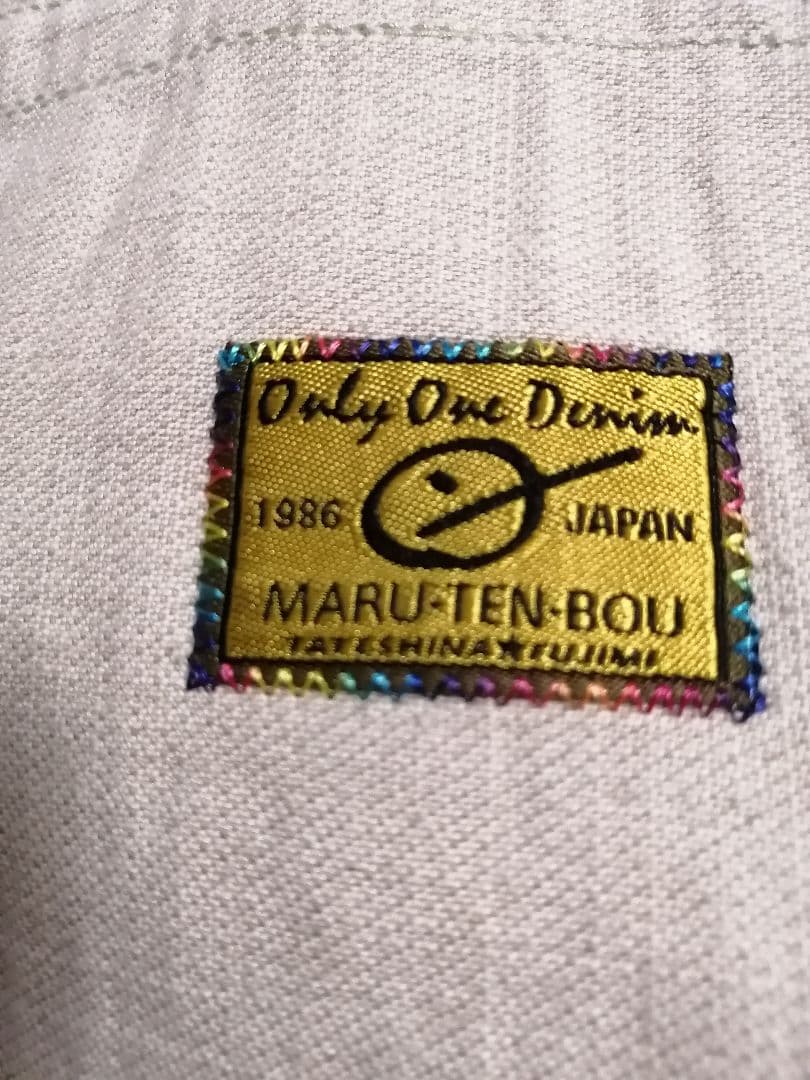 Only One Denim
1986 JAPAN
MARU·TEN·BOU
TATESHINA★FUJIMI